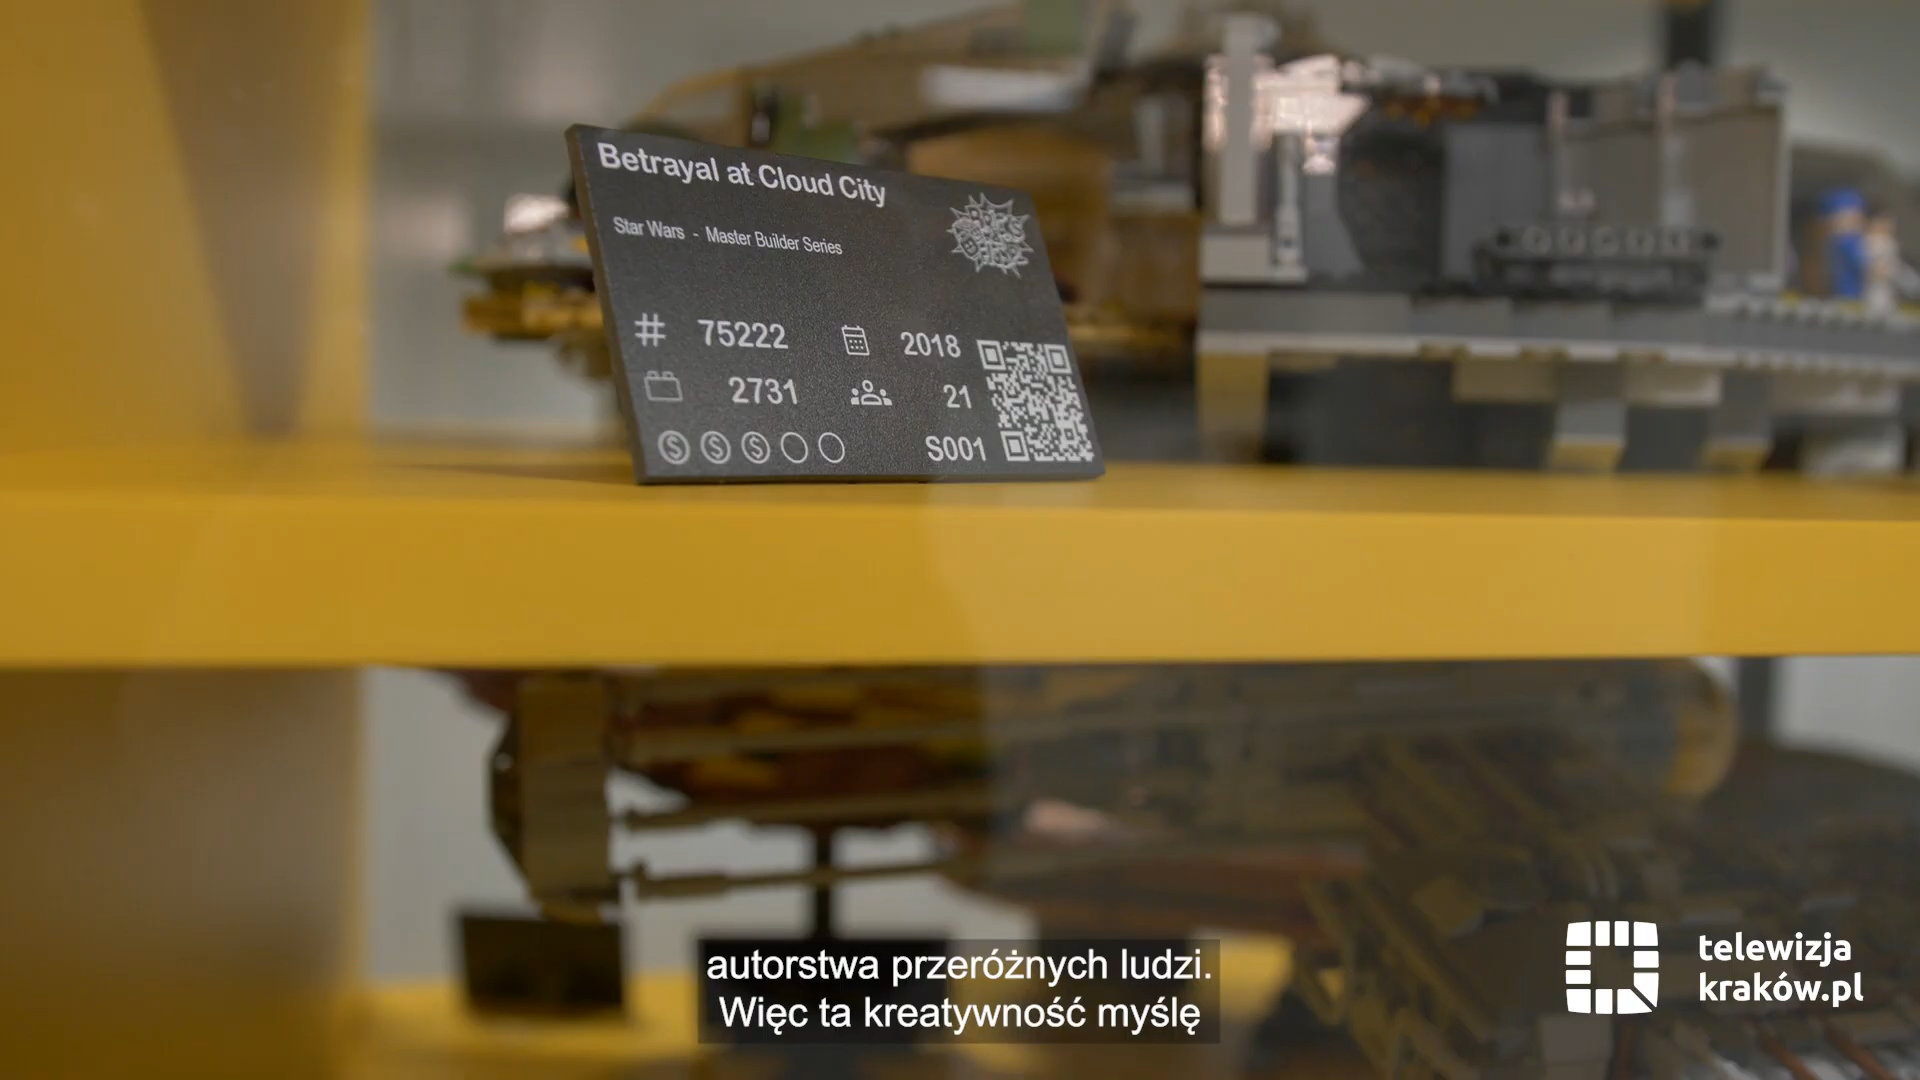 Betrayal at Cloud City
Star Wars - Master Builder Series
# 75222 2018
2731 21
S001
autorstwa przeróżnych ludzi.
Więc ta kreatywność myślę
telewizja
kraków.pl